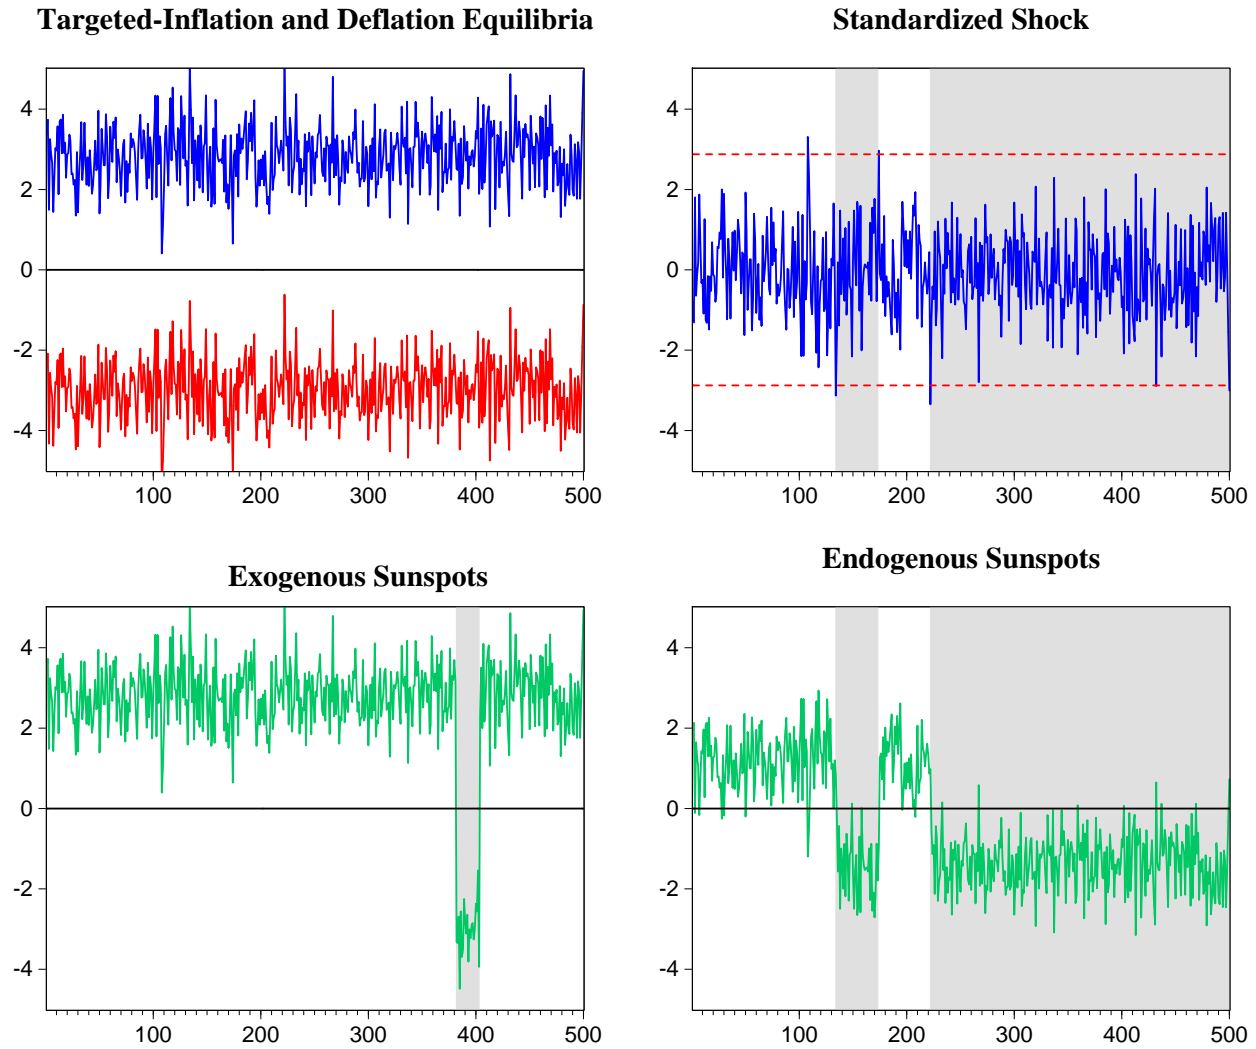 Targeted-Inflation and Deflation Equilibria
4
2
0
-2
-4
100 200 300 400 500
Standardized Shock
4
2
0
-2
-4
100 200 300 400 500
Exogenous Sunspots
4
2
0
-2
-4
100 200 300 400 500
Endogenous Sunspots
4
2
0
-2
-4
100 200 300 400 500